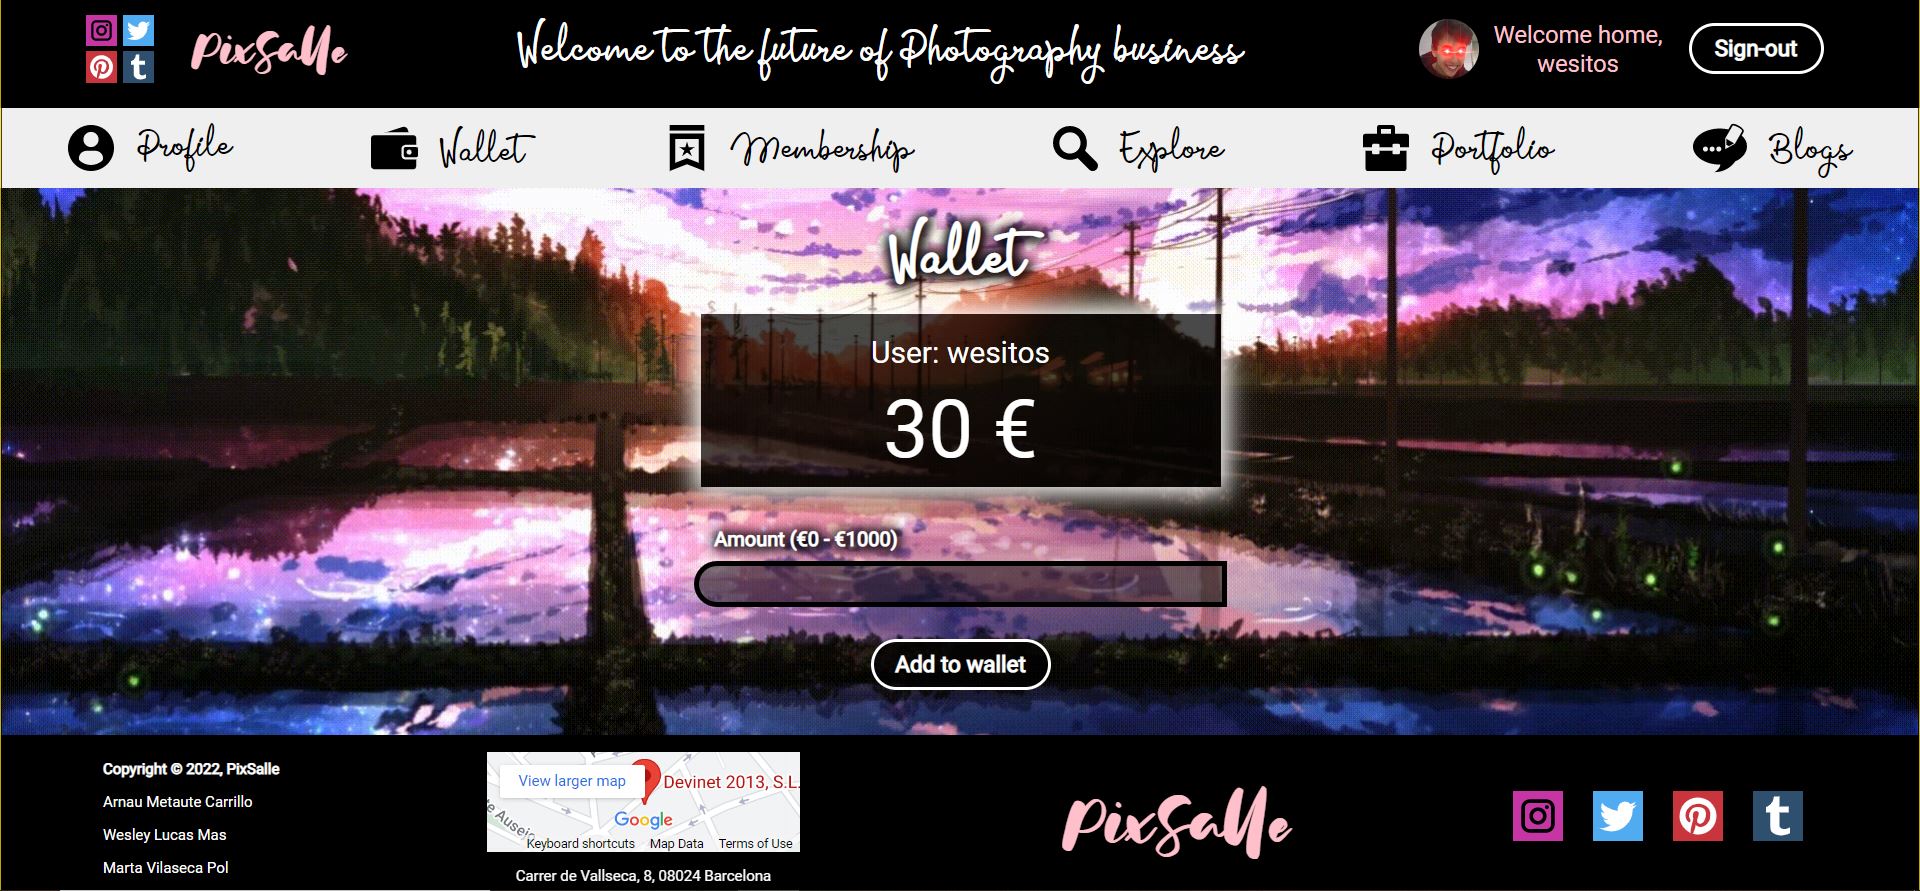 PixSalle
Welcome to the future of Photography business
Welcome home,
wesitos
Sign-out
Profile
Wallet
Membership
Explore
Portfolio
Blogs
Wallet
User: wesitos
30 €
Amount (€0 - €1000)
Add to wallet
Copyright © 2022, PixSalle
Arnau Metaute Carrillo
Wesley Lucas Mas
Marta Vilaseca Pol
View larger map
Devinet 2013, S.L.
Google
Keyboard shortcuts
Map Data
Terms of Use
Carrer de Vallseca, 8, 08024 Barcelona
PixSalle